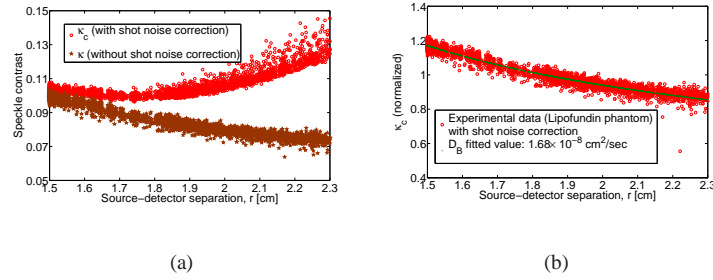 0.15
0.13
0.11
0.09
0.07
0.05
Speckle contrast
κc (with shot noise correction)
κ (without shot noise correction)
1.5 1.6 1.7 1.8 1.9 2 2.1 2.2 2.3
Source−detector separation, r [cm]
(a)
1.4
1.2
1
0.8
0.6
0.4
κc (normalized)
Experimental data (Lipofundin phantom)
with shot noise correction
DB fitted value: 1.68× 10−8 cm2/sec
1.5 1.6 1.7 1.8 1.9 2 2.1 2.2 2.3
Source−detector separation, r [cm]
(b)